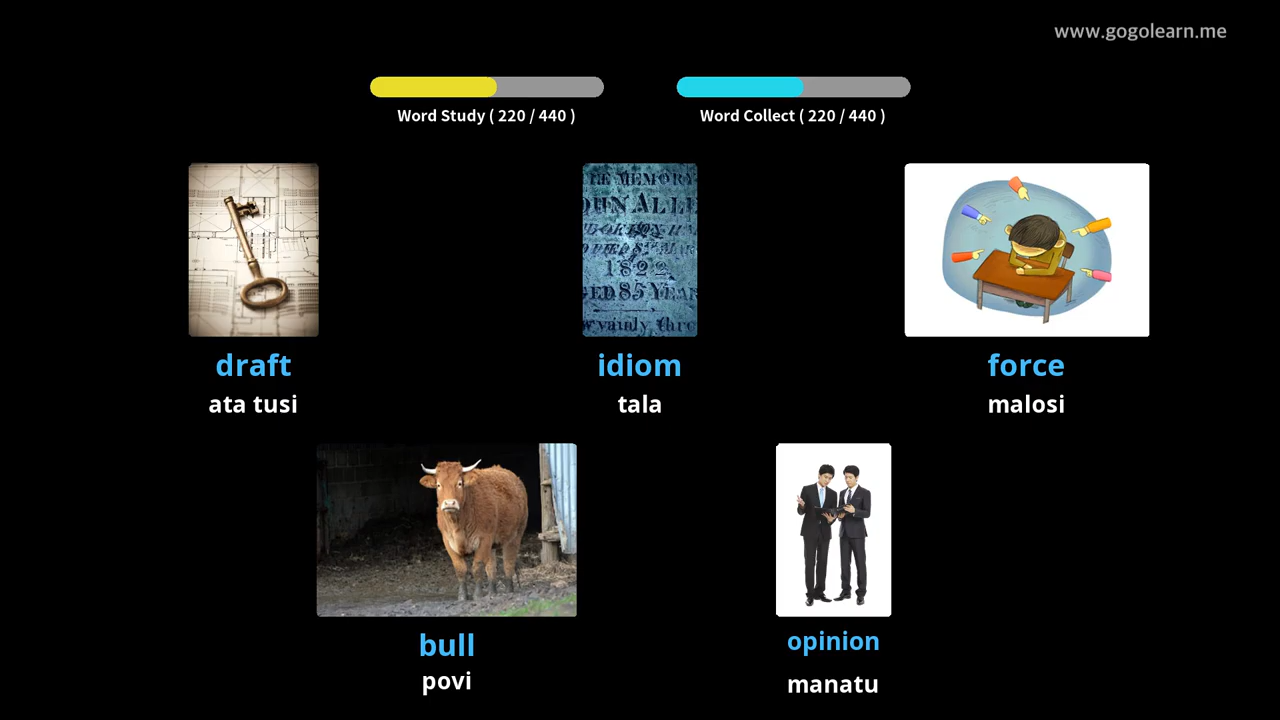 www.gogolearn.me
Word Study ( 220 / 440 )
Word Collect ( 220 / 440 )
1822
draft
idiom
force
ata tusi
tala
malosi
bull
opinion
povi
manatu